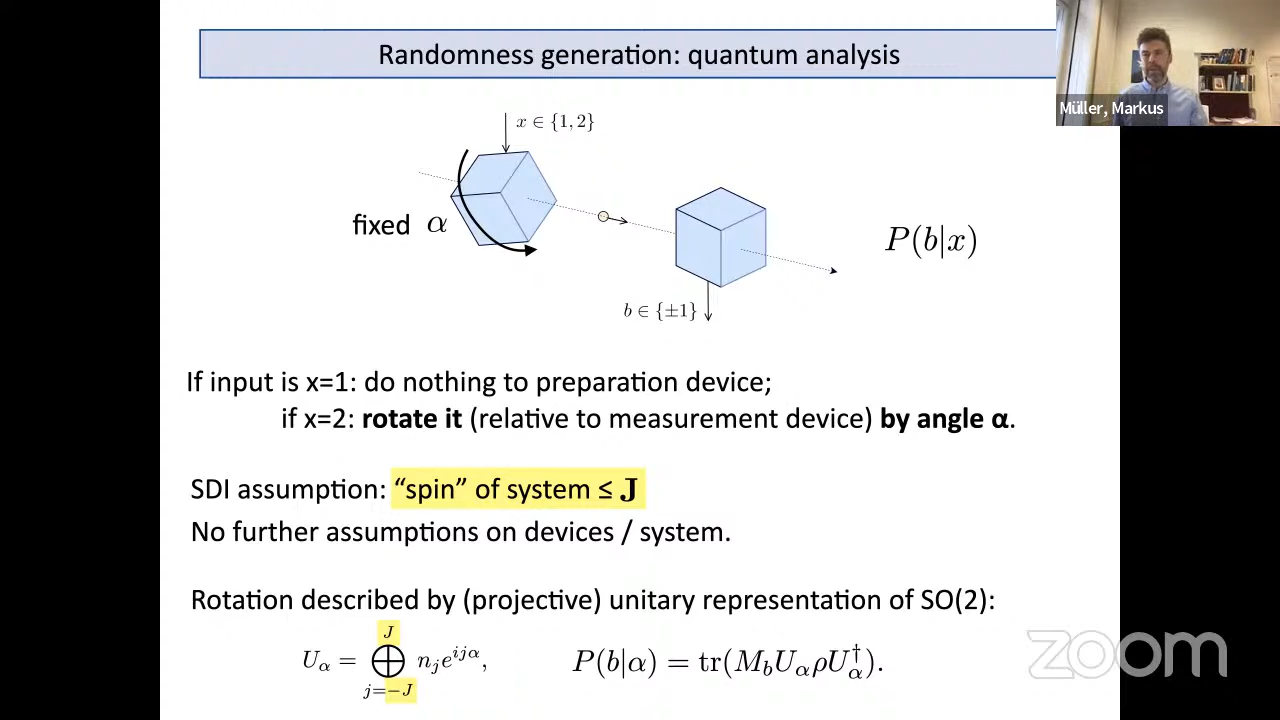 Randomness generation: quantum analysis
Müller, Markus
x ∈ {1, 2}
fixed α
P(b|x)
b ∈ {±1}
If input is x=1: do nothing to preparation device;
if x=2: rotate it (relative to measurement device) by angle α.
SDI assumption: “spin” of system ≤ J
No further assumptions on devices / system.
Rotation described by (projective) unitary representation of SO(2):
U_α = ⨁_{j=-J}^{J} n_j e^{ijα}, P(b|α) = tr(M_b U_α ρ U_α^†).
zoom